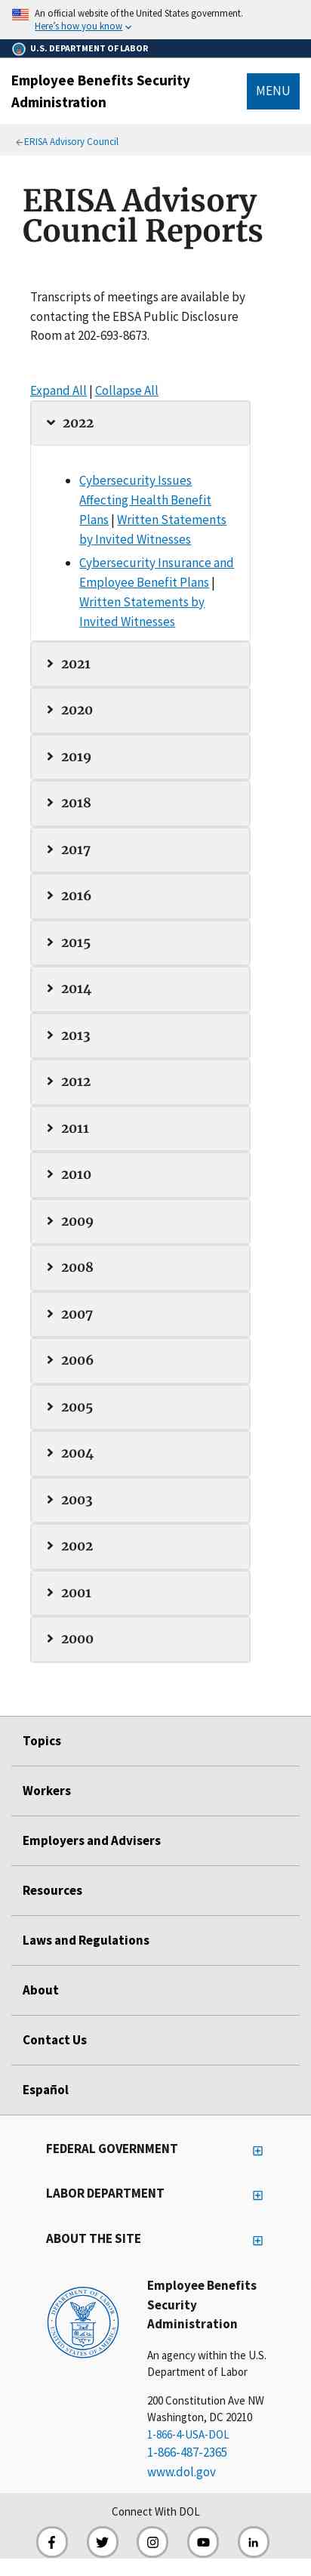 An official website of the United States government.
Here's how you know
U.S. DEPARTMENT OF LABOR
Employee Benefits Security
Administration
MENU
ERISA Advisory Council
ERISA Advisory
Council Reports
Transcripts of meetings are available by
contacting the EBSA Public Disclosure
Room at 202-693-8673.
Expand All | Collapse All
2022
Cybersecurity Issues
Affecting Health Benefit
Plans | Written Statements
by Invited Witnesses
Cybersecurity Insurance and
Employee Benefit Plans |
Written Statements by
Invited Witnesses
2021
2020
2019
2018
2017
2016
2015
2014
2013
2012
2011
2010
2009
2008
2007
2006
2005
2004
2003
2002
2001
2000
Topics
Workers
Employers and Advisers
Resources
Laws and Regulations
About
Contact Us
Español
FEDERAL GOVERNMENT
LABOR DEPARTMENT
ABOUT THE SITE
Employee Benefits
Security
Administration
An agency within the U.S.
Department of Labor
200 Constitution Ave NW
Washington, DC 20210
1-866-4-USA-DOL
1-866-487-2365
www.dol.gov
Connect With DOL